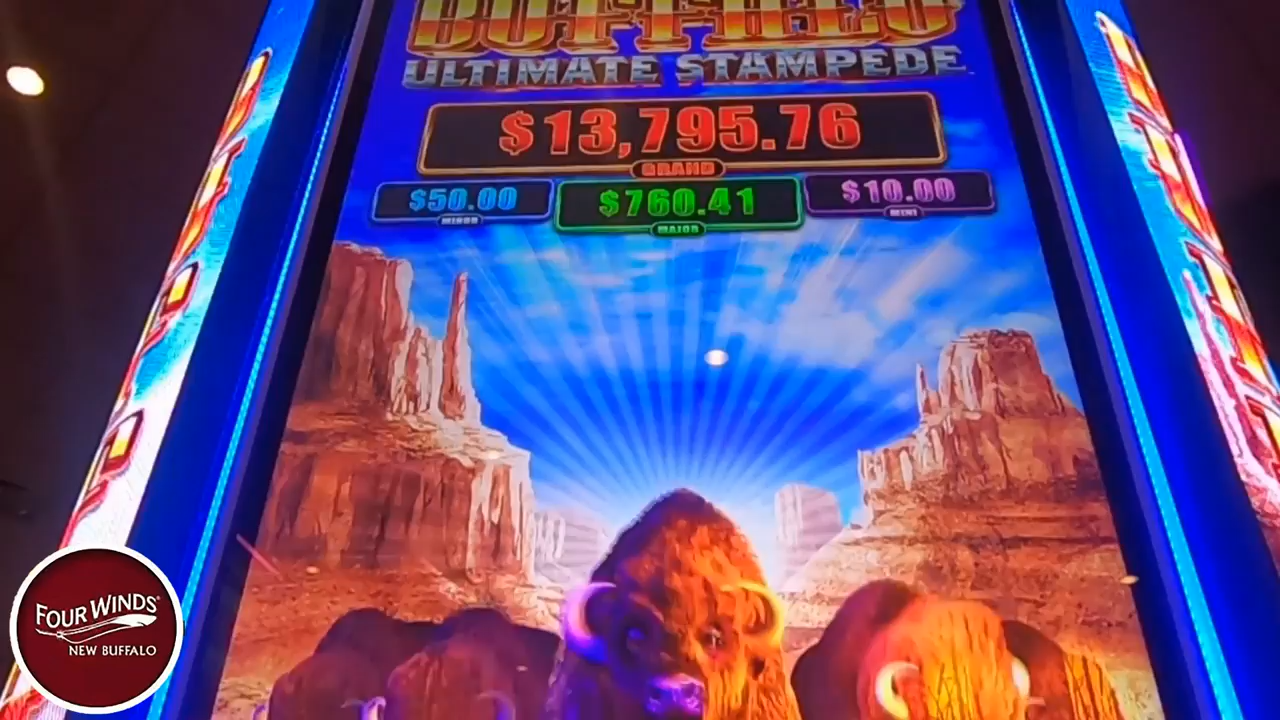 BUFFALO
ULTIMATE STAMPEDE
$13,795.76
GRAND
$50.00
MINOR
$760.41
MAJOR
$10.00
MINI
FOUR WINDS®
NEW BUFFALO